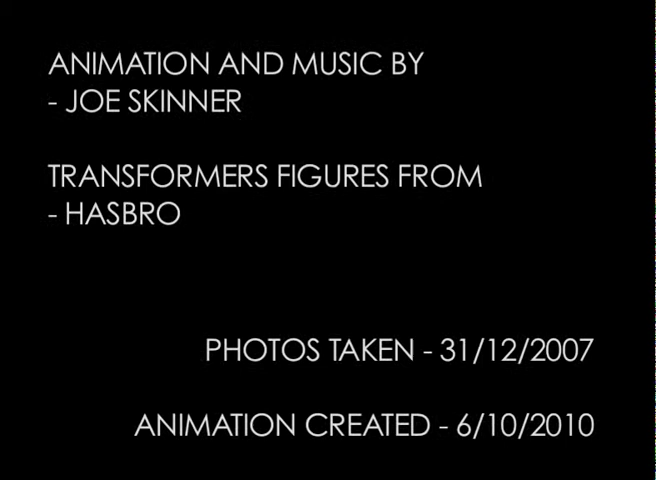 ANIMATION AND MUSIC BY
- JOE SKINNER
TRANSFORMERS FIGURES FROM
- HASBRO
PHOTOS TAKEN - 31/12/2007
ANIMATION CREATED - 6/10/2010